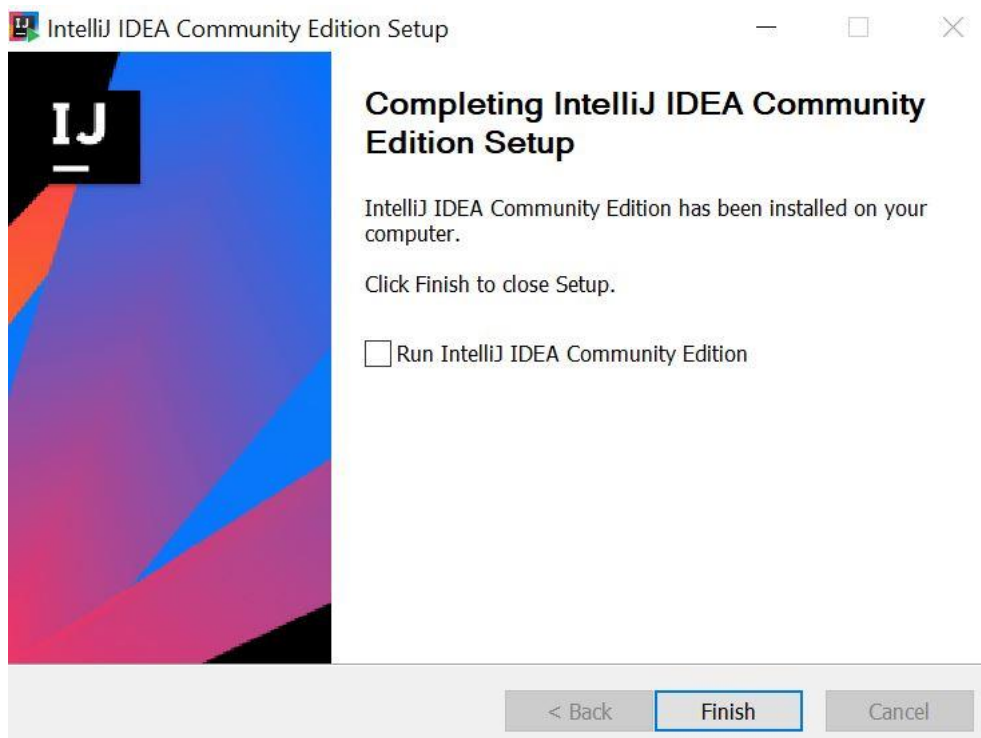 IntelliJ IDEA Community Edition Setup
IJ
Completing IntelliJ IDEA Community
Edition Setup
IntelliJ IDEA Community Edition has been installed on your
computer.
Click Finish to close Setup.
Run IntelliJ IDEA Community Edition
< Back
Finish
Cancel